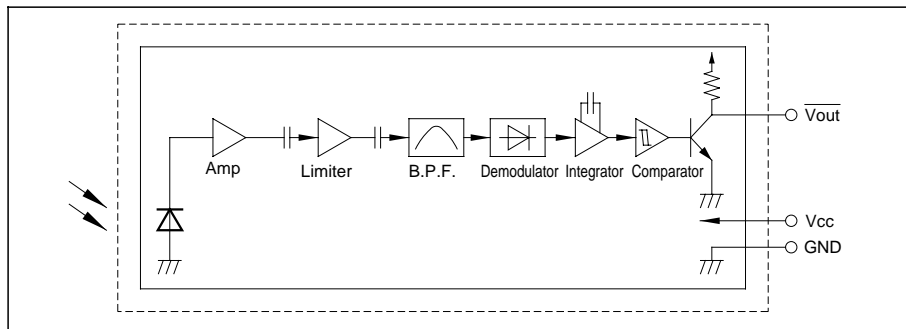 Amp
Limiter
B.P.F.
Demodulator
Integrator
Comparator
Vout
Vcc
GND